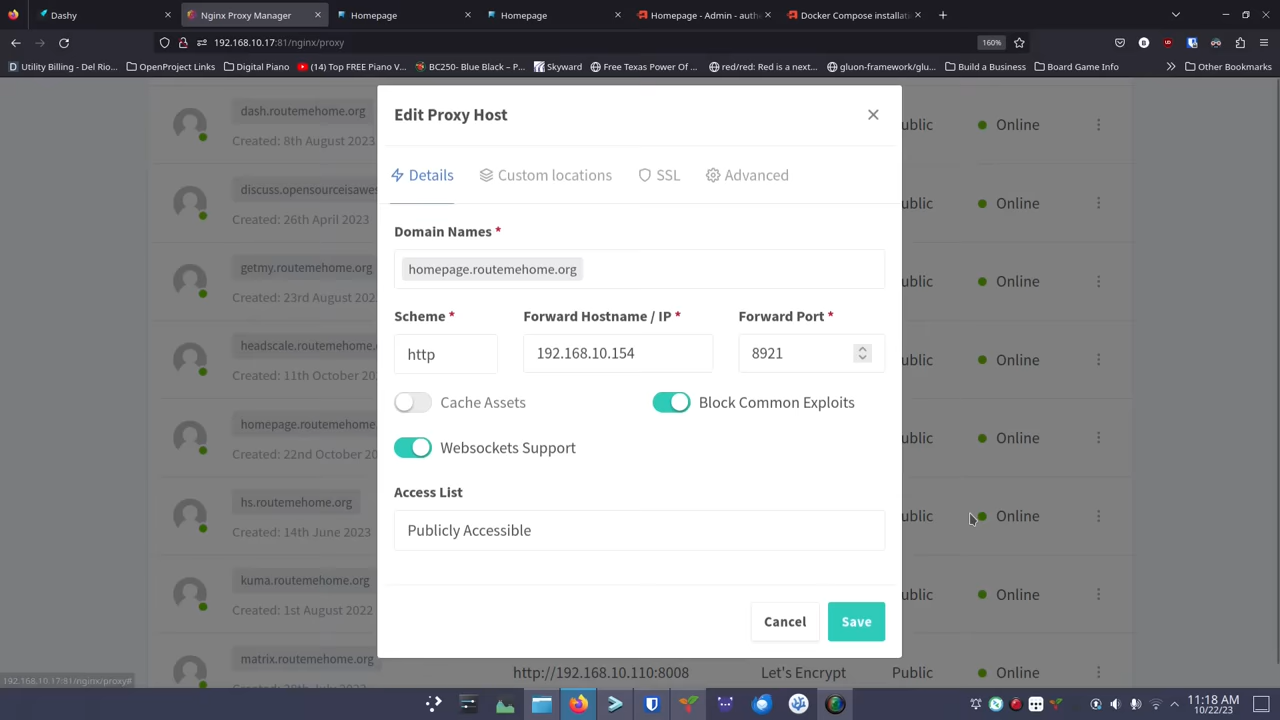 Dashy
Nginx Proxy Manager
Homepage
Homepage
Homepage - Admin - auth
Docker Compose installat
192.168.10.17:81/nginx/proxy
160%
Utility Billing - Del Rio...
OpenProject Links
Digital Piano
(14) Top FREE Piano V...
BC250- Blue Black – P...
Skyward
Free Texas Power Of ...
red/red: Red is a next...
gluon-framework/glu...
Build a Business
Board Game Info
Other Bookmarks
dash.routemehome.org
Created: 8th August 2023
ublic
Online
discuss.opensourceisawes
Created: 26th April 2023
ublic
Online
getmy.routemehome.org
Created: 23rd August 202
ublic
Online
headscale.routemehome.
Created: 11th October 20
ublic
Online
homepage.routemehome
Created: 22nd October 20
ublic
Online
hs.routemehome.org
Created: 14th June 2023
ublic
Online
kuma.routemehome.org
Created: 1st August 2022
ublic
Online
matrix.routemehome.org
http://192.168.10.110:8008
Let's Encrypt
Public
Online
Edit Proxy Host
Details
Custom locations
SSL
Advanced
Domain Names *
homepage.routemehome.org
Scheme *
Forward Hostname / IP *
Forward Port *
http
192.168.10.154
8921
Cache Assets
Block Common Exploits
Websockets Support
Access List
Publicly Accessible
Cancel
Save
192.168.10.17:81/nginx/proxy#
11:18 AM
10/22/23